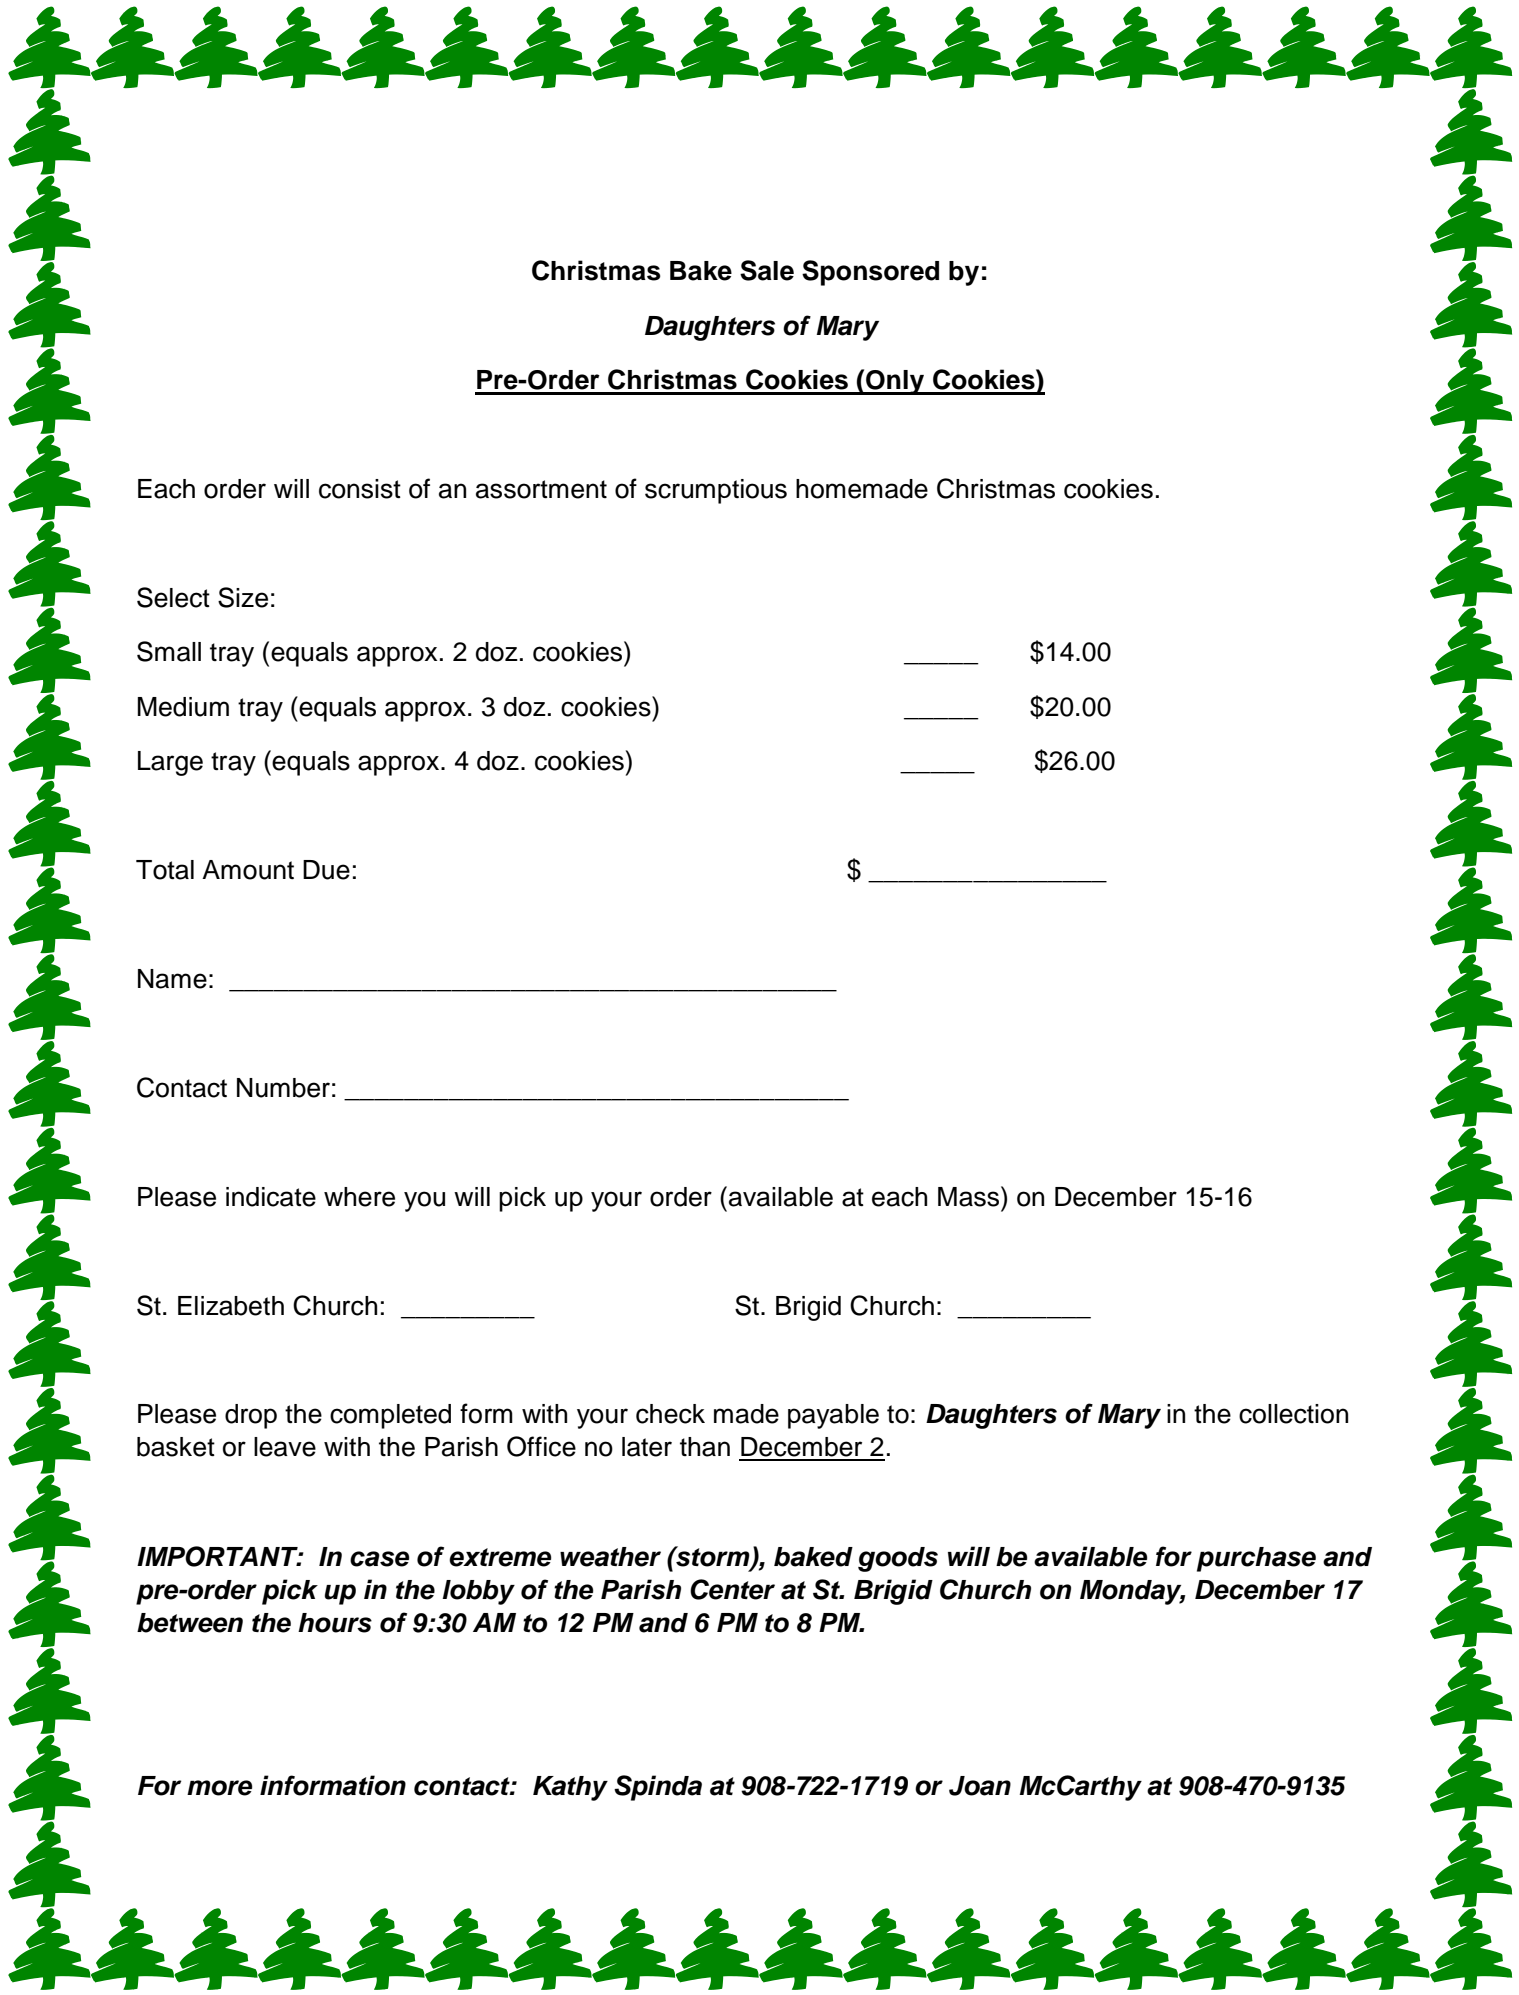 Christmas Bake Sale Sponsored by:
Daughters of Mary
Pre-Order Christmas Cookies (Only Cookies)
Each order will consist of an assortment of scrumptious homemade Christmas cookies.
Select Size:
Small tray (equals approx. 2 doz. cookies) _____ $14.00
Medium tray (equals approx. 3 doz. cookies) _____ $20.00
Large tray (equals approx. 4 doz. cookies) _____ $26.00
Total Amount Due: $ ________________
Name: _________________________________________
Contact Number: __________________________________
Please indicate where you will pick up your order (available at each Mass) on December 15-16
St. Elizabeth Church: _________ St. Brigid Church: _________
Please drop the completed form with your check made payable to: Daughters of Mary in the collection
basket or leave with the Parish Office no later than December 2.
IMPORTANT: In case of extreme weather (storm), baked goods will be available for purchase and
pre-order pick up in the lobby of the Parish Center at St. Brigid Church on Monday, December 17
between the hours of 9:30 AM to 12 PM and 6 PM to 8 PM.
For more information contact: Kathy Spinda at 908-722-1719 or Joan McCarthy at 908-470-9135